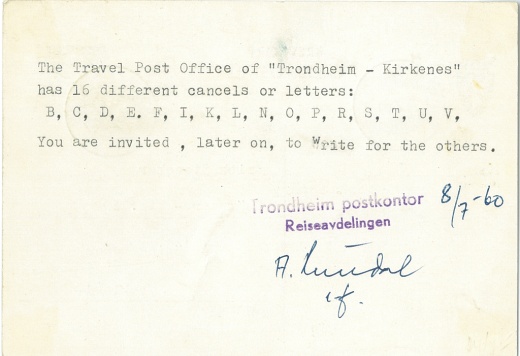 The Travel Post Office of "Trondheim - Kirkenes"
has 16 different cancels or letters:
B, C, D, E. F, I, K, L, N, O, P, R, S, T, U, V.
You are invited , later on, to Write for the others.
Trondheim postkontor 8/7-60
Reiseavdelingen
A.